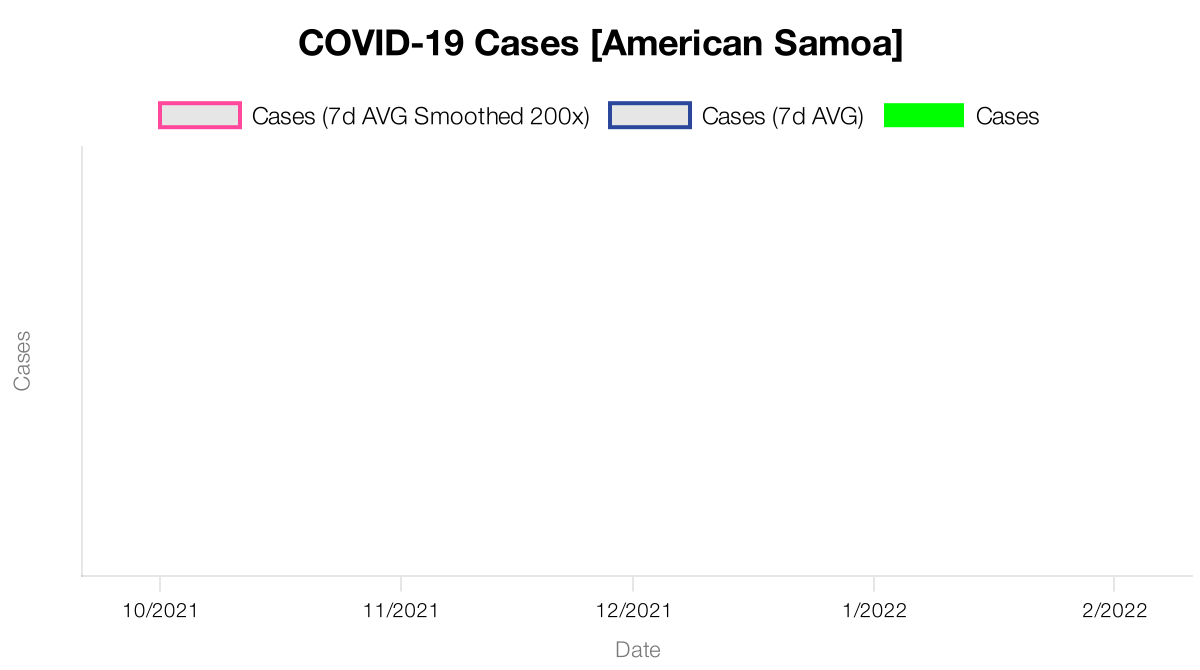 COVID-19 Cases [American Samoa]
Cases (7d AVG Smoothed 200x) Cases (7d AVG) Cases
Cases
10/2021 11/2021 12/2021 1/2022 2/2022
Date